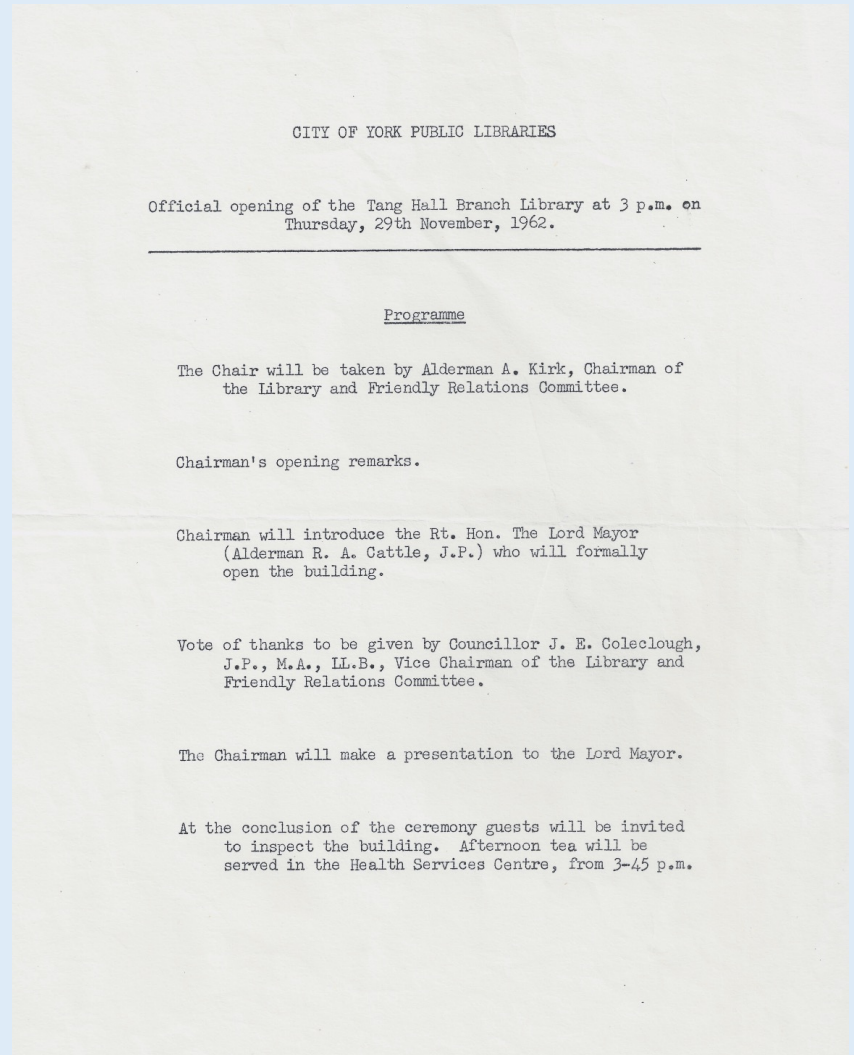 CITY OF YORK PUBLIC LIBRARIES
Official opening of the Tang Hall Branch Library at 3 p.m. on
Thursday, 29th November, 1962.
Programme
The Chair will be taken by Alderman A. Kirk, Chairman of
the Library and Friendly Relations Committee.
Chairman's opening remarks.
Chairman will introduce the Rt. Hon. The Lord Mayor
(Alderman R. A. Cattle, J.P.) who will formally
open the building.
Vote of thanks to be given by Councillor J. E. Coleclough,
J.P., M.A., LL.B., Vice Chairman of the Library and
Friendly Relations Committee.
The Chairman will make a presentation to the Lord Mayor.
At the conclusion of the ceremony guests will be invited
to inspect the building. Afternoon tea will be
served in the Health Services Centre, from 3-45 p.m.